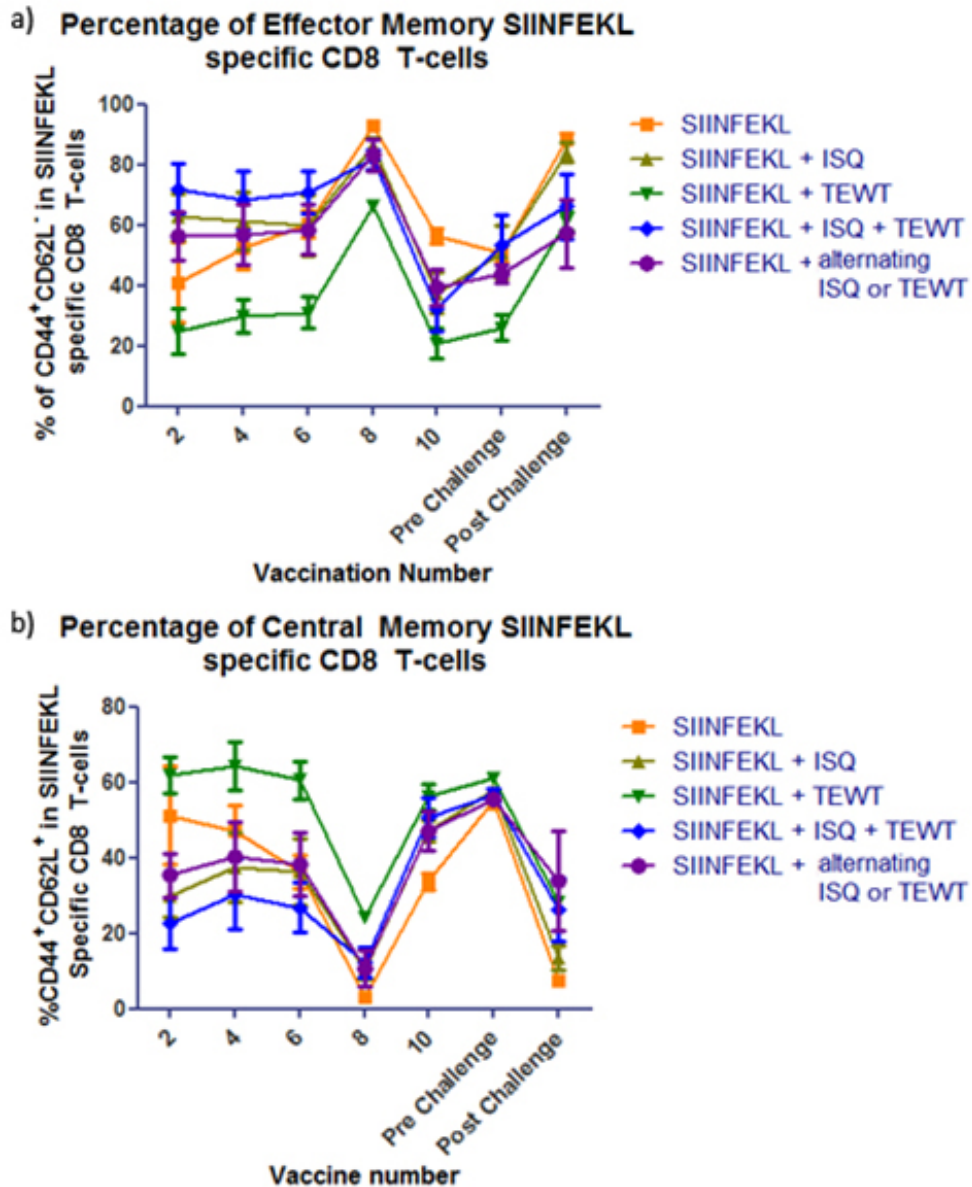 a) Percentage of Effector Memory SIINFEKL
specific CD8 T-cells
% of CD44⁺CD62L⁻ in SIINFEKL
specific CD8 T-cells
100
80
60
40
20
0
2
4
6
8
10
Pre Challenge
Post Challenge
Vaccination Number
SIINFEKL
SIINFEKL + ISQ
SIINFEKL + TEWT
SIINFEKL + ISQ + TEWT
SIINFEKL + alternating
ISQ or TEWT
b) Percentage of Central Memory SIINFEKL
specific CD8 T-cells
%CD44⁺CD62L⁺ in SIINFEKL
Specific CD8 T-cells
80
60
40
20
0
2
4
6
8
10
Pre Challenge
Post Challenge
Vaccine number
SIINFEKL
SIINFEKL + ISQ
SIINFEKL + TEWT
SIINFEKL + ISQ + TEWT
SIINFEKL + alternating
ISQ or TEWT